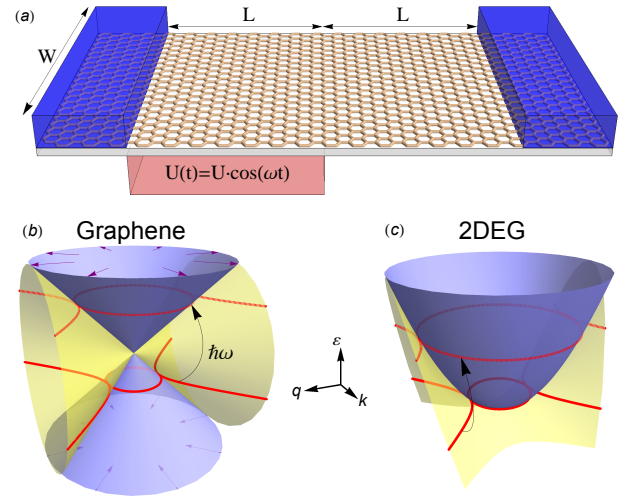 (a)
L L
W
U(t)=U·cos(ωt)
(b) Graphene
(c) 2DEG
ħω
ε
q
k